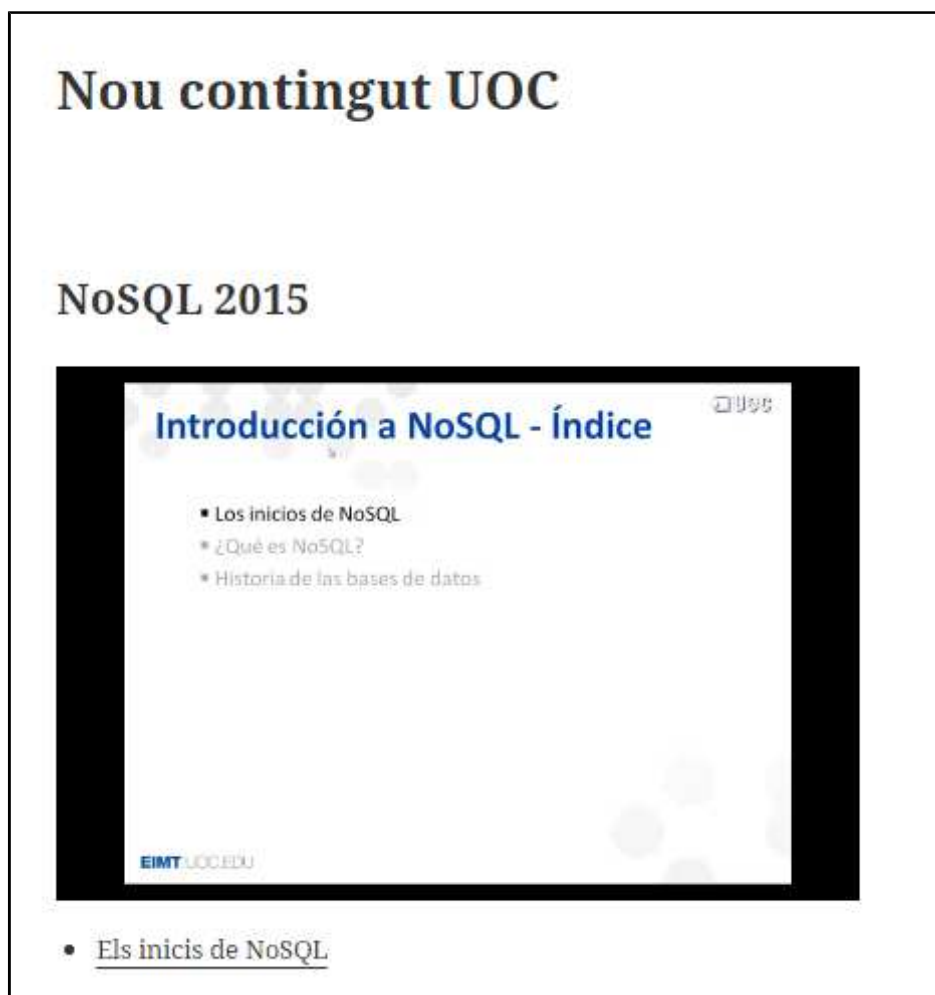 Nou contingut UOC
NoSQL 2015
Introducción a NoSQL - Índice
UOC
▪ Los inicios de NoSQL
▪ ¿Qué es NoSQL?
▪ Historia de las bases de datos
EIMT.UOC.EDU
• Els inicis de NoSQL